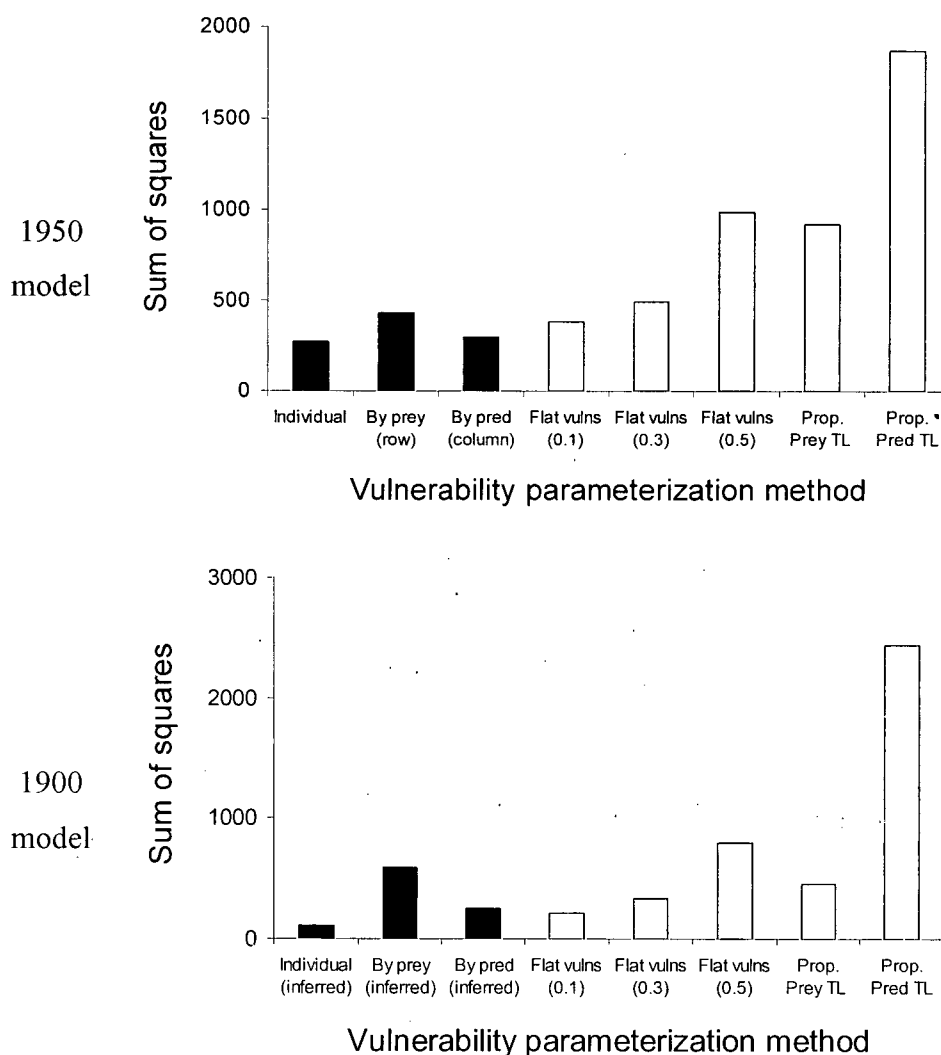 2000
1500
1000
500
0
Sum of squares
1950
model
Individual By prey (row) By pred (column) Flat vulns (0.1) Flat vulns (0.3) Flat vulns (0.5) Prop. Prey TL Prop. Pred TL
Vulnerability parameterization method
3000
2000
1000
0
Sum of squares
1900
model
Individual (inferred) By prey (inferred) By pred (inferred) Flat vulns (0.1) Flat vulns (0.3) Flat vulns (0.5) Prop. Prey TL Prop. Pred TL
Vulnerability parameterization method